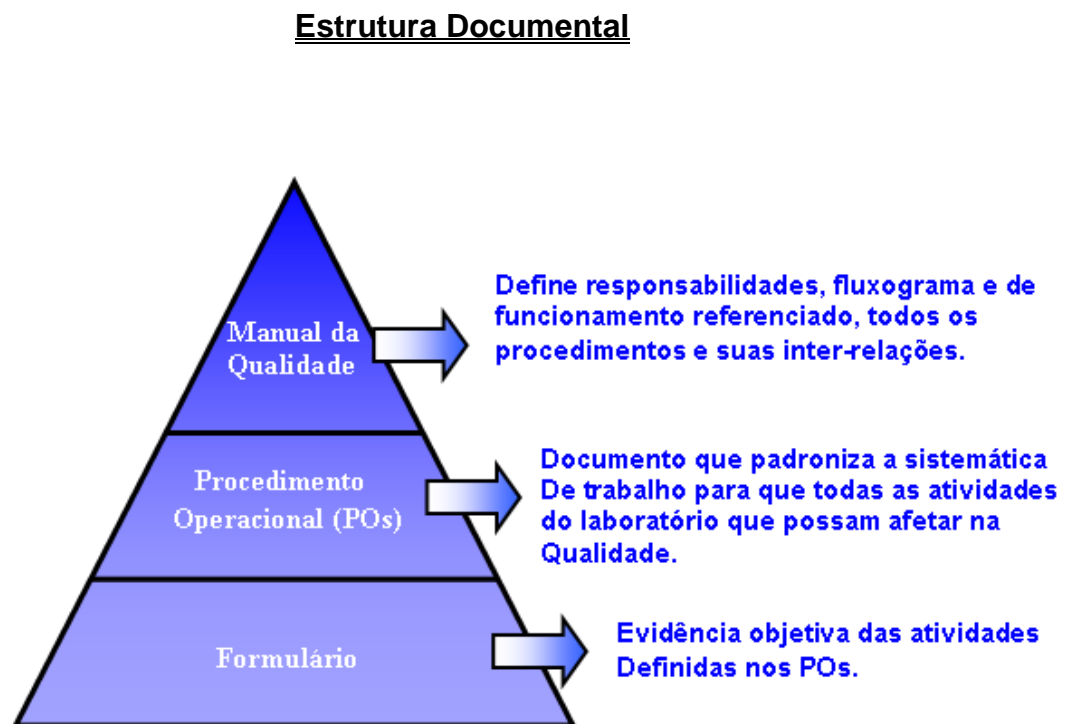 Estrutura Documental
Manual da
Qualidade
Define responsabilidades, fluxograma e de
funcionamento referenciado, todos os
procedimentos e suas inter-relações.
Procedimento
Operacional (POs)
Documento que padroniza a sistemática
De trabalho para que todas as atividades
do laboratório que possam afetar na
Qualidade.
Formulário
Evidência objetiva das atividades
Definidas nos POs.